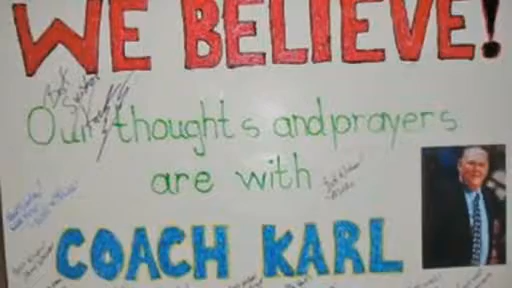 WE BELIEVE!
Our thoughts and prayers
are with
COACH KARL